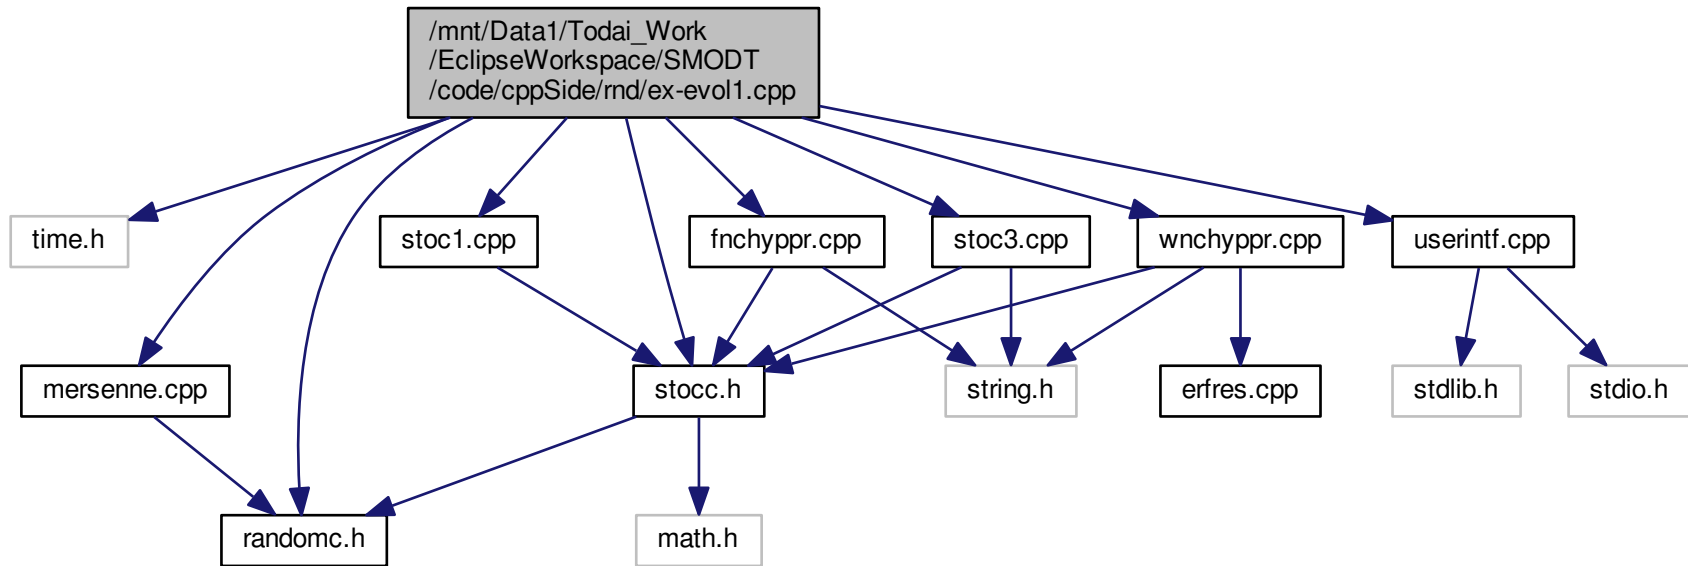 /mnt/Data1/Todai_Work
/EclipseWorkspace/SMODT
/code/cppSide/rnd/ex-evol1.cpp
time.h
stoc1.cpp
fnchyppr.cpp
stoc3.cpp
wnchyppr.cpp
userintf.cpp
mersenne.cpp
stocc.h
string.h
erfres.cpp
stdlib.h
stdio.h
randomc.h
math.h